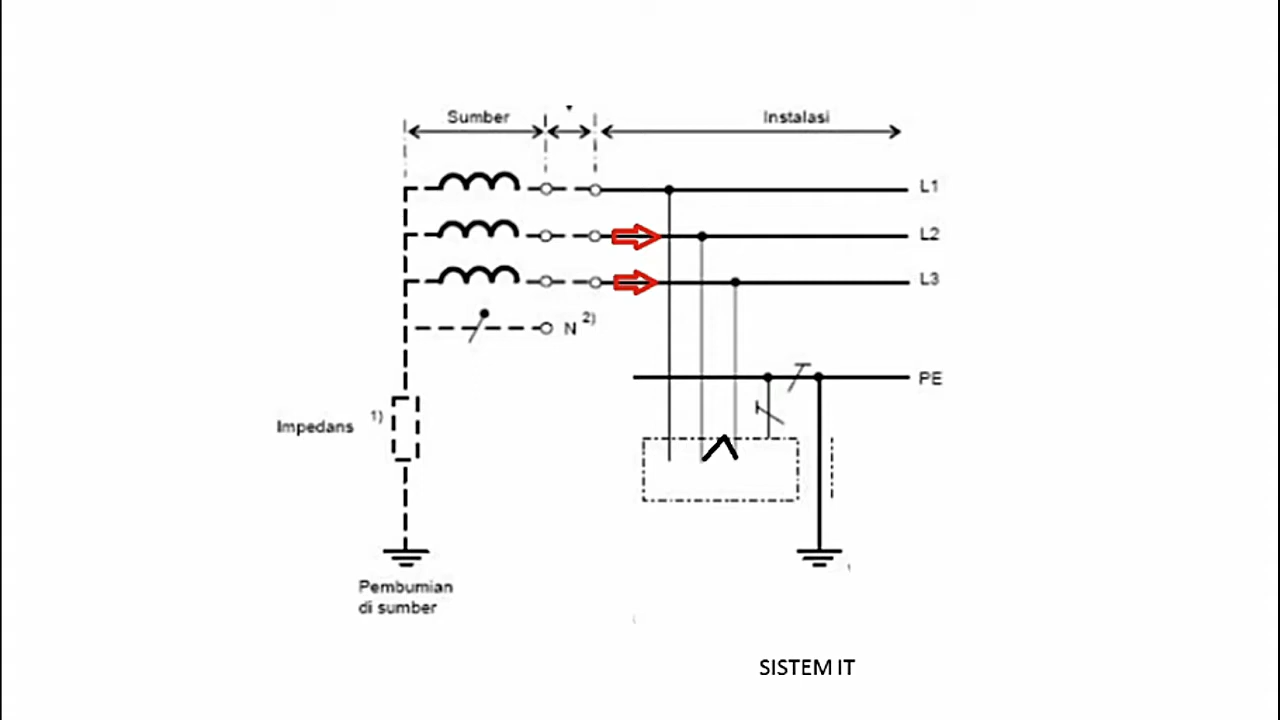 Sumber
Instalasi
L1
L2
L3
N 2)
PE
Impedans 1)
Pembumian
di sumber
SISTEM IT